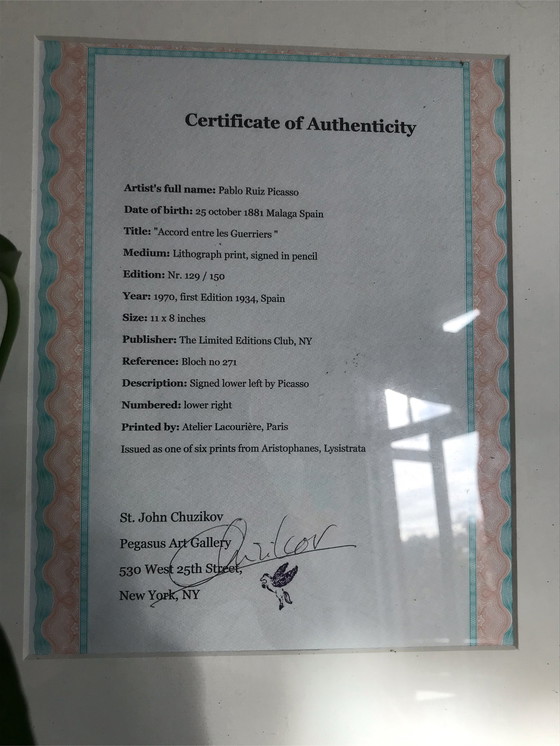 Certificate of Authenticity
Artist's full name: Pablo Ruiz Picasso
Date of birth: 25 october 1881 Malaga Spain
Title: "Accord entre les Guerriers "
Medium: Lithograph print, signed in pencil
Edition: Nr. 129 / 150
Year: 1970, first Edition 1934, Spain
Size: 11 x 8 inches
Publisher: The Limited Editions Club, NY
Reference: Bloch no 271
Description: Signed lower left by Picasso
Numbered: lower right
Printed by: Atelier Lacourière, Paris
Issued as one of six prints from Aristophanes, Lysistrata
St. John Chuzikov
Pegasus Art Gallery
Chuzikov
530 West 25th Street,
New York, NY